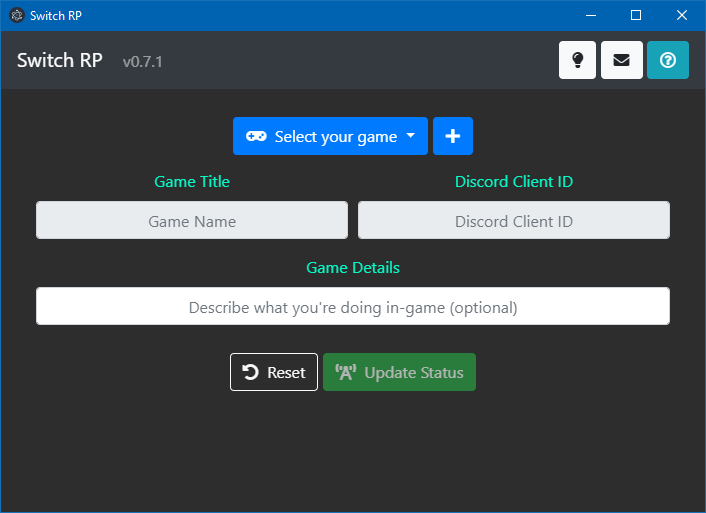 Switch RP
Switch RP v0.7.1
Select your game
Game Title Discord Client ID
Game Name Discord Client ID
Game Details
Describe what you're doing in-game (optional)
Reset Update Status